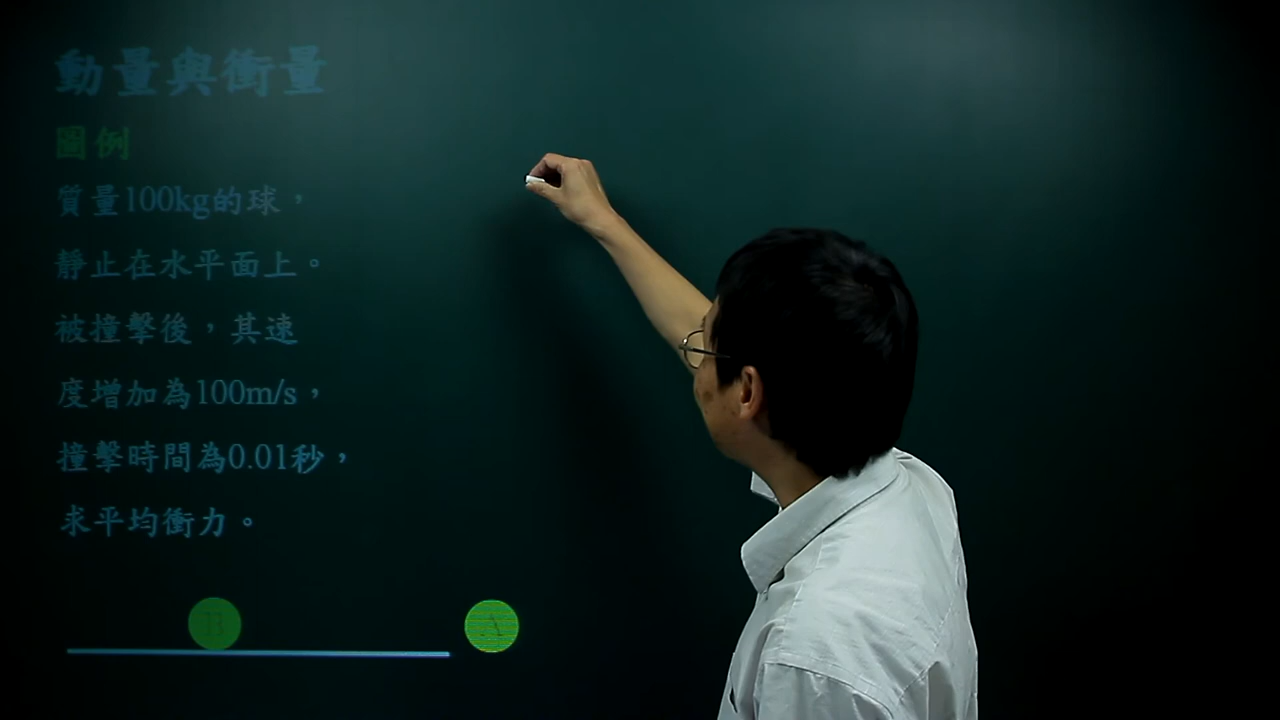 動量與衝量
圖例
質量100kg的球，
靜止在水平面上。
被撞擊後，其速
度增加為100m/s，
撞擊時間為0.01秒，
求平均衝力。
B
A